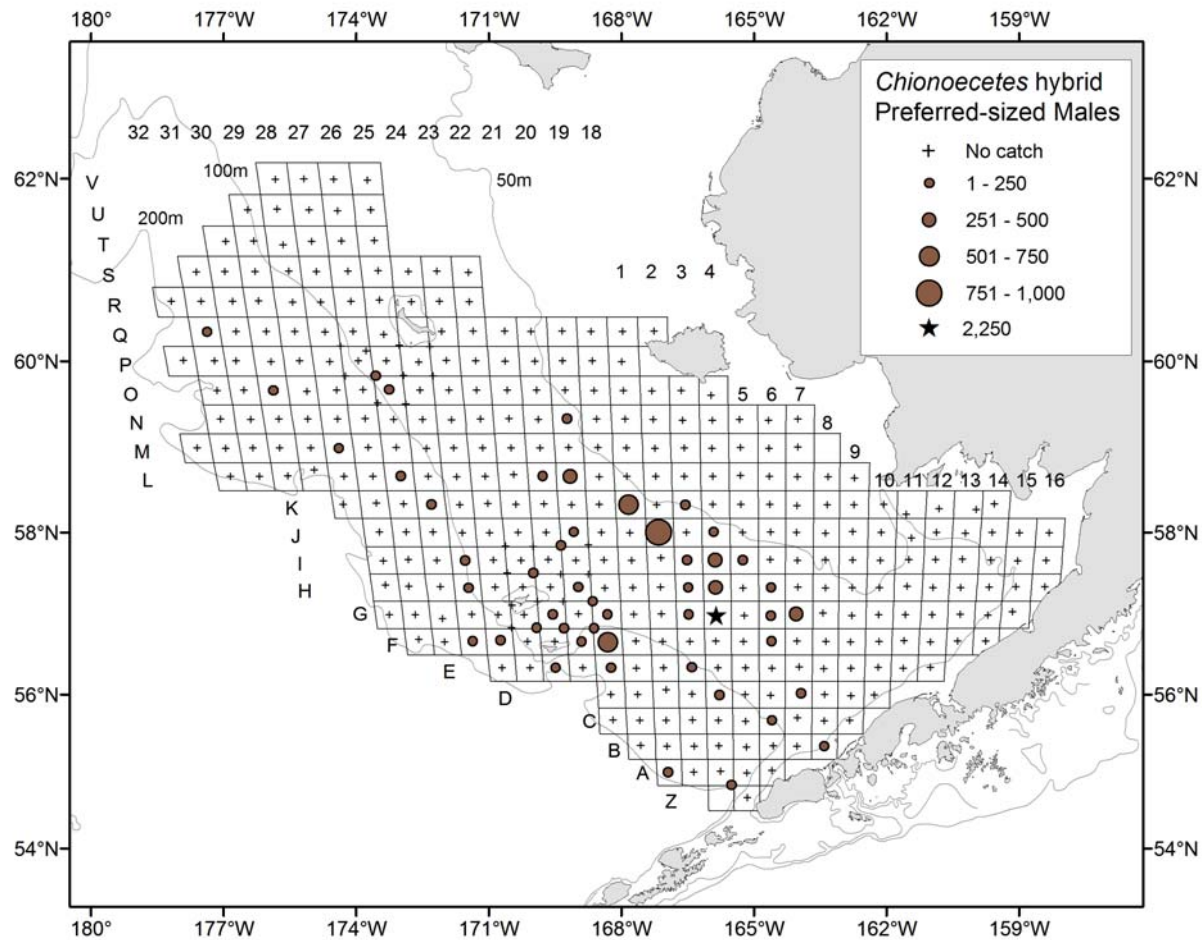 180° 177°W 174°W 171°W 168°W 165°W 162°W 159°W
Chionoecetes hybrid
Preferred-sized Males
No catch
1 - 250
251 - 500
501 - 750
751 - 1,000
2,250
32 31 30 29 28 27 26 25 24 23 22 21 20 19 18
100m
50m
62°N
62°N
V
200m
U
T
S
1 2 3 4
R
Q
60°N
60°N
P
O
5 6 7
N
8
M
9
L
10 11 12 13 14 15 16
K
58°N
58°N
J
I
H
G
F
E
56°N
56°N
D
C
B
A
Z
54°N
54°N
180° 177°W 174°W 171°W 168°W 165°W 162°W 159°W